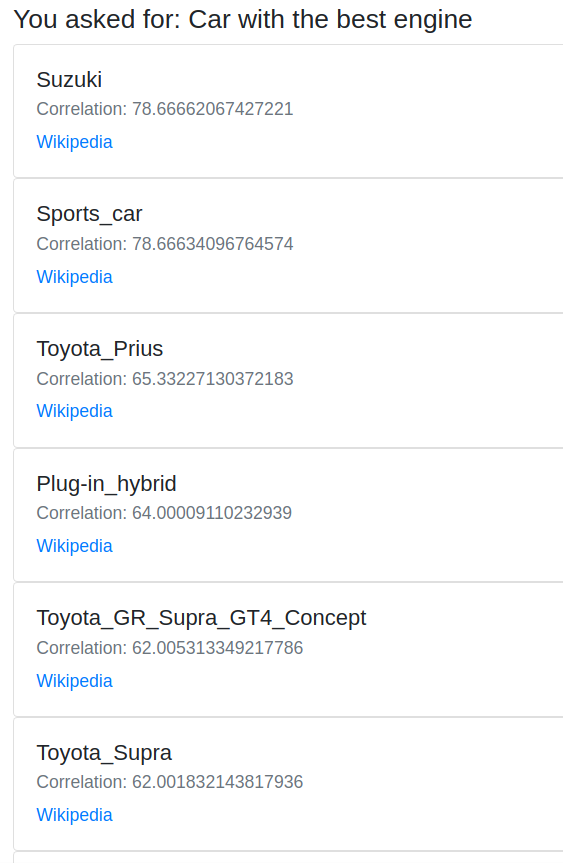 You asked for: Car with the best engine
Suzuki
Correlation: 78.66662067427221
Wikipedia
Sports_car
Correlation: 78.66634096764574
Wikipedia
Toyota_Prius
Correlation: 65.33227130372183
Wikipedia
Plug-in_hybrid
Correlation: 64.00009110232939
Wikipedia
Toyota_GR_Supra_GT4_Concept
Correlation: 62.005313349217786
Wikipedia
Toyota_Supra
Correlation: 62.001832143817936
Wikipedia